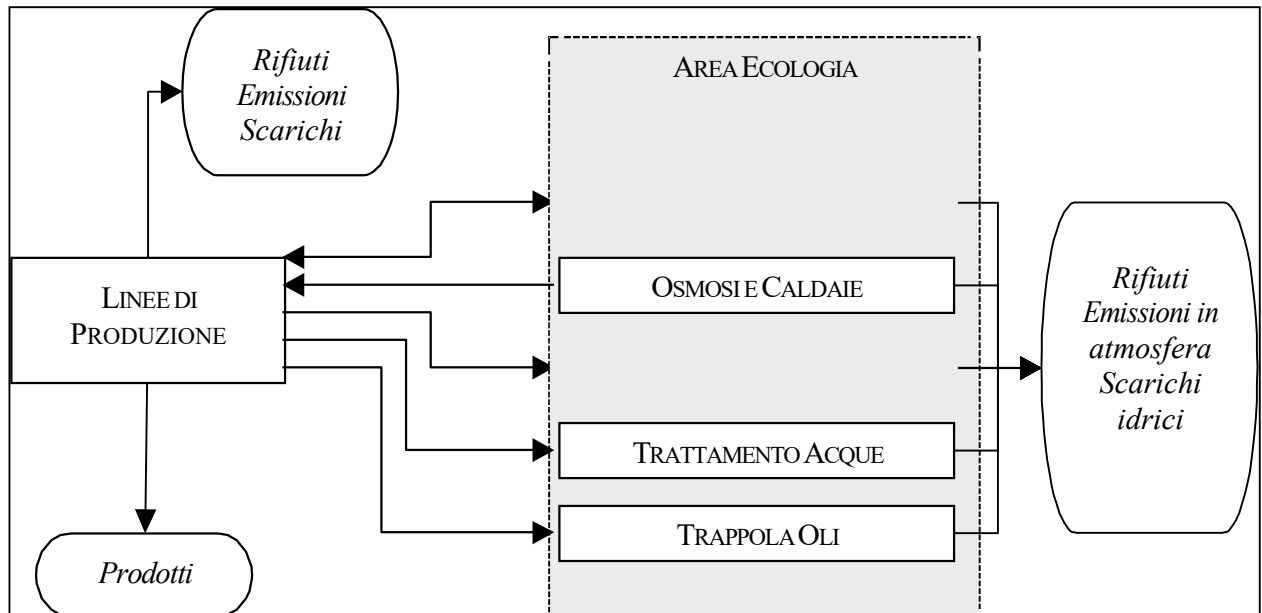 Rifiuti
Emissioni
Scarichi
AREA ECOLOGIA
LINEE DI
PRODUZIONE
OSMOSI E CALDAIE
Rifiuti
Emissioni in
atmosfera
Scarichi
idrici
TRATTAMENTO ACQUE
TRAPPOLA OLI
Prodotti